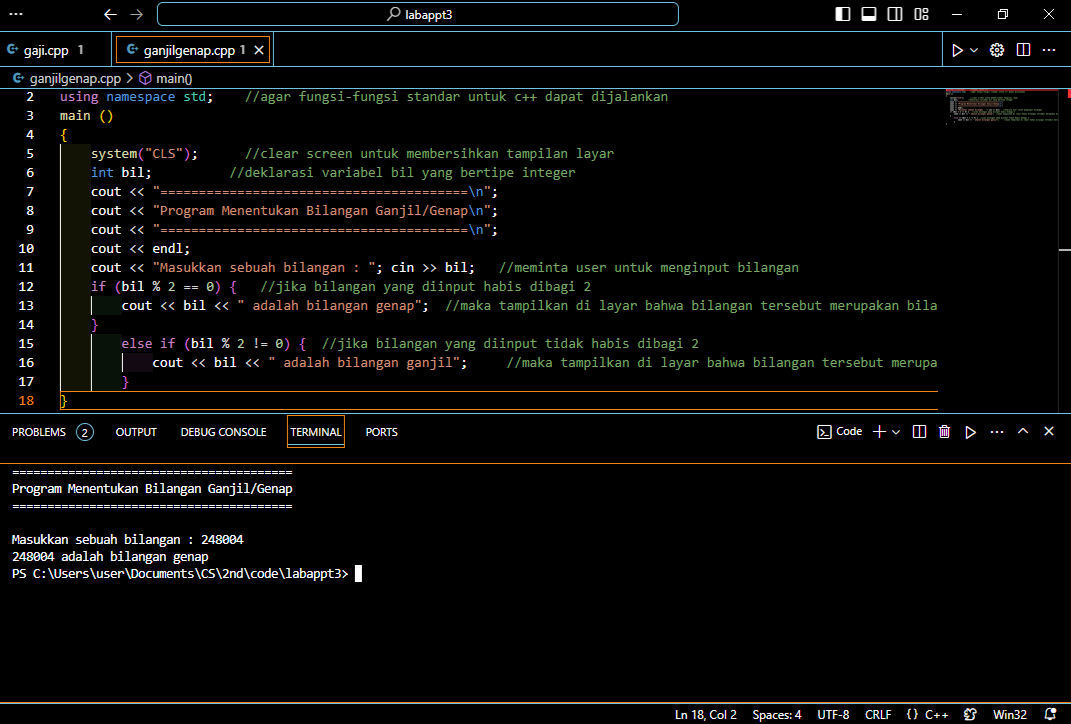 labappt3
gaji.cpp 1
ganjilgenap.cpp 1
ganjilgenap.cpp > main()
2 using namespace std; //agar fungsi-fungsi standar untuk c++ dapat dijalankan
3 main ()
4 {
5 system("CLS"); //clear screen untuk membersihkan tampilan layar
6 int bil; //deklarasi variabel bil yang bertipe integer
7 cout << "========================================\n";
8 cout << "Program Menentukan Bilangan Ganjil/Genap\n";
9 cout << "========================================\n";
10 cout << endl;
11 cout << "Masukkan sebuah bilangan : "; cin >> bil; //meminta user untuk menginput bilangan
12 if (bil % 2 == 0) { //jika bilangan yang diinput habis dibagi 2
13 cout << bil << " adalah bilangan genap"; //maka tampilkan di layar bahwa bilangan tersebut merupakan bila
14 }
15 else if (bil % 2 != 0) { //jika bilangan yang diinput tidak habis dibagi 2
16 cout << bil << " adalah bilangan ganjil"; //maka tampilkan di layar bahwa bilangan tersebut merupa
17 }
18 }
PROBLEMS 2 OUTPUT DEBUG CONSOLE TERMINAL PORTS Code
========================================
Program Menentukan Bilangan Ganjil/Genap
========================================
Masukkan sebuah bilangan : 248004
248004 adalah bilangan genap
PS C:\Users\user\Documents\CS\2nd\code\labappt3>
Ln 18, Col 2 Spaces: 4 UTF-8 CRLF {} C++ Win32